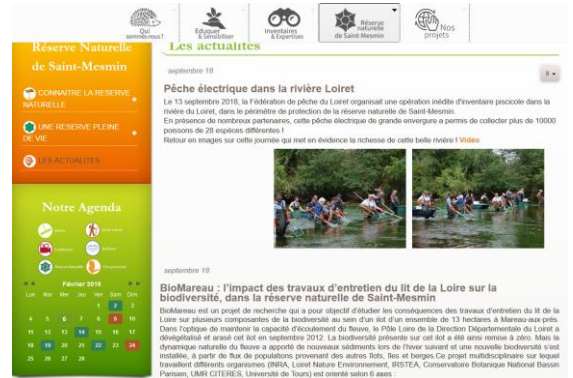 Qui
sommes nous?
Eduquer
& Sensibiliser
Inventaires
& Expertises
Réserve
naturelle
de Saint-Mesmin
Nos
projets
Réserve Naturelle
de Saint-Mesmin
CONNAITRE LA RESERVE
NATURELLE
UNE RESERVE PLEINE
DE VIE
LES ACTUALITES
Notre Agenda
Février 2019
Lun Mar Mer Jeu Ven Sam Dim
1 2 3
4 5 6 7 8 9 10
11 12 13 14 15 16 17
18 19 20 21 22 23 24
25 26 27 28
Les actualités
septembre 18
Pêche électrique dans la rivière Loiret
Le 13 septembre 2018, la Fédération de pêche du Loiret organisait une opération inédite d'inventaire piscicole dans la
rivière du Loiret, dans le périmètre de protection de la réserve naturelle de Saint-Mesmin.
En présence de nombreux partenaires, cette pêche électrique de grande envergure a permis de collecter plus de 10000
poissons de 28 espèces différentes !
Retour en images sur cette journée qui met en évidence la richesse de cette belle rivière ! Vidéo
septembre 18
BioMareau : l'impact des travaux d'entretien du lit de la Loire sur la
biodiversité, dans la réserve naturelle de Saint-Mesmin
BioMareau est un projet de recherche qui a pour objectif d'étudier les conséquences des travaux d'entretien du lit de la
Loire sur plusieurs composantes de la biodiversité au sein d'un îlot d'un ensemble de 13 hectares à Mareau-aux-prés.
Dans l'optique de maintenir la capacité d'écoulement du fleuve, le Pôle Loire de la Direction Départementale du Loiret a
dévégétalisé et arasé cet ilot en septembre 2012. La biodiversité présente sur cet ilot a été ainsi remise à zéro. Mais la
dynamique naturelle du fleuve a apporté de nouveaux sédiments lors de l'hiver suivant et une nouvelle biodiversité s'est
installée, à partir de flux de populations provenant des autres îlots, îles et berges.Ce projet multidisciplinaire sur lequel
travaillent différents organismes (INRA, Loiret Nature Environnement, IRSTEA, Conservatoire Botanique National Bassin
Parisien, UMR CITERES, Université de Tours) est orienté selon 6 axes :